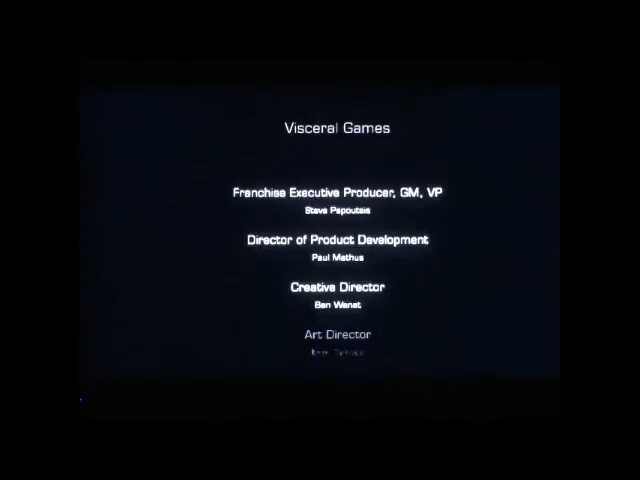 Visceral Games
Franchise Executive Producer, GM, VP
Steve Papoutsis
Director of Product Development
Paul Mathus
Creative Director
Ben Wanat
Art Director